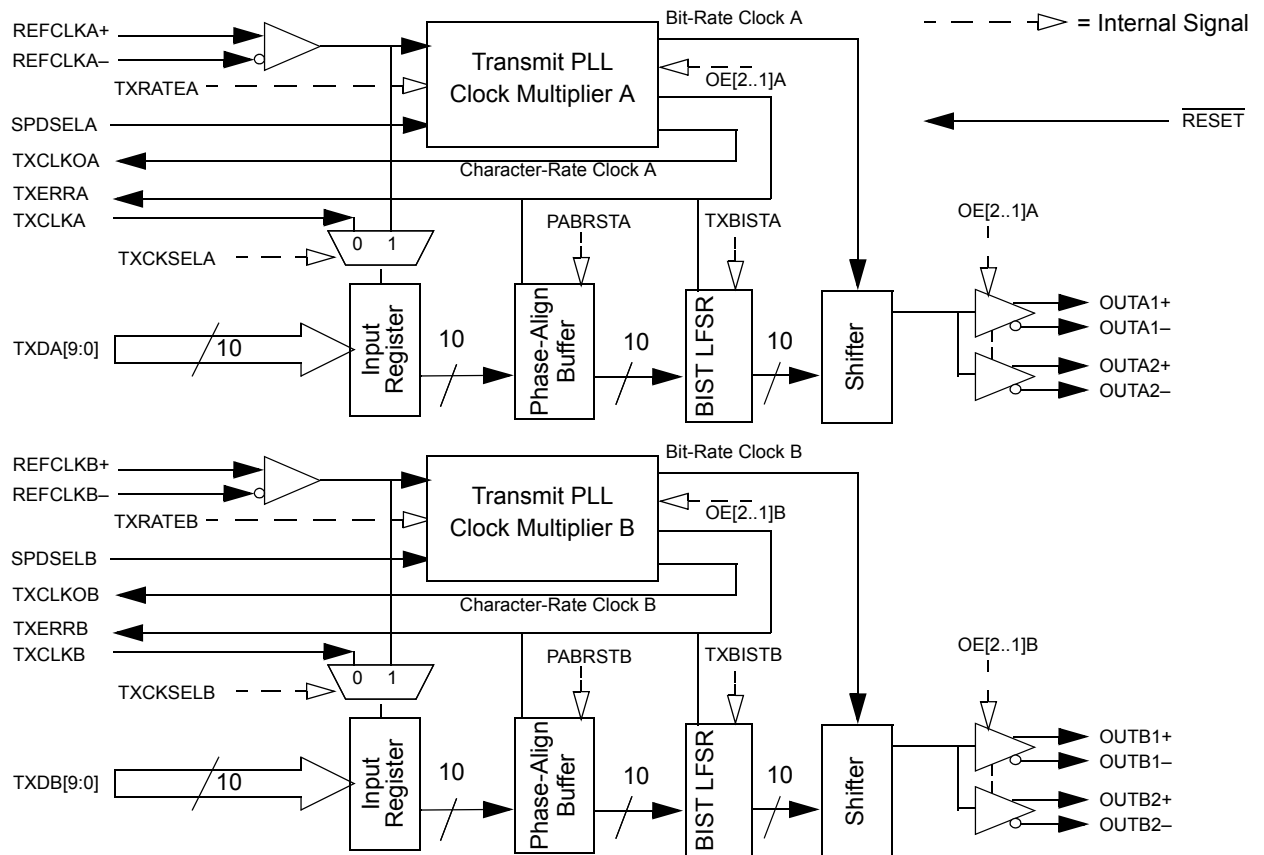 Bit-Rate Clock A
= Internal Signal
REFCLKA+
REFCLKA–
Transmit PLL
Clock Multiplier A
TXRATEA
OE[2..1]A
SPDSELA
RESET
TXCLKOA
Character-Rate Clock A
TXERRA
TXCLKA
PABRSTA
TXBISTA
OE[2..1]A
0 1
TXCKSELA
TXDA[9:0]
10
Input
Register
10
Phase-Align
Buffer
10
BIST LFSR
10
Shifter
OUTA1+
OUTA1–
OUTA2+
OUTA2–
Bit-Rate Clock B
REFCLKB+
REFCLKB–
Transmit PLL
Clock Multiplier B
TXRATEB
OE[2..1]B
SPDSELB
TXCLKOB
Character-Rate Clock B
TXERRB
TXCLKB
PABRSTB
TXBISTB
OE[2..1]B
0 1
TXCKSELB
TXDB[9:0]
10
Input
Register
10
Phase-Align
Buffer
10
BIST LFSR
10
Shifter
OUTB1+
OUTB1–
OUTB2+
OUTB2–